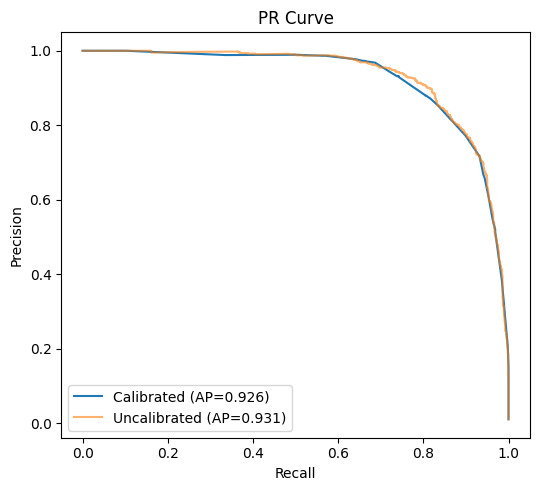 PR Curve
Precision
1.0
0.8
0.6
0.4
0.2
0.0
Calibrated (AP=0.926)
Uncalibrated (AP=0.931)
0.0 0.2 0.4 0.6 0.8 1.0
Recall